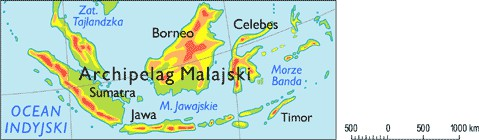 Zat.
Tajlandzka
Borneo
Celebes
Archipelag Malajski
Morze
Banda
Sumatra
OCEAN
INDYJSKI
Jawa
M. Jawajskie
Timor
500 0 500 1000 km